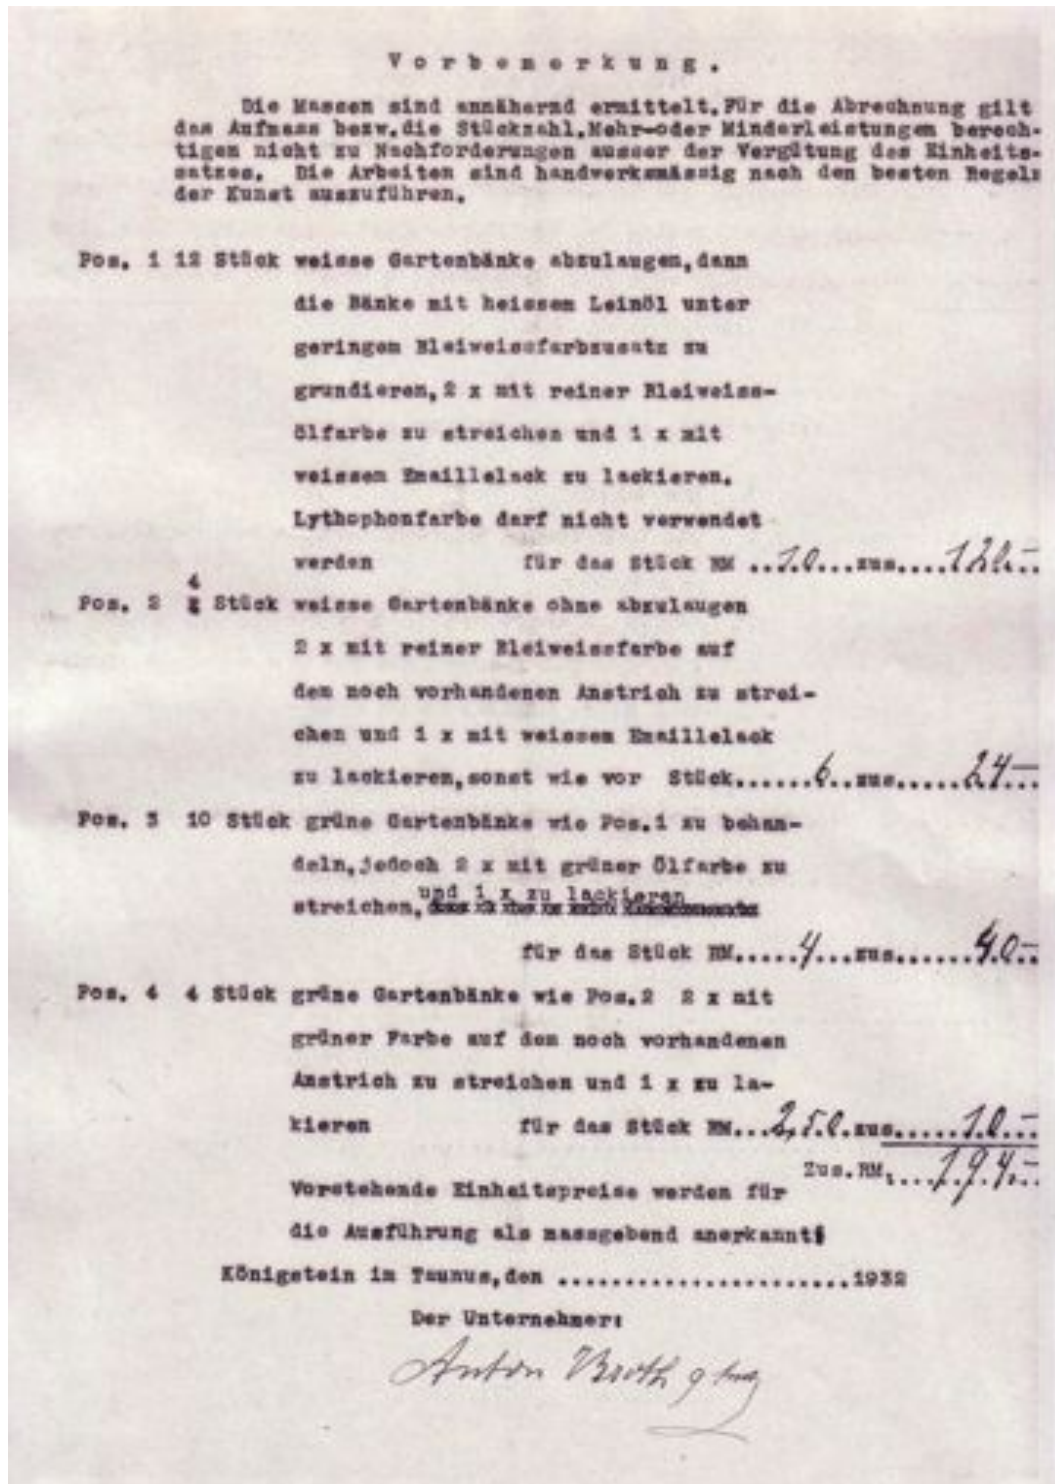 Vorbemerkung.
Die Massen sind annähernd ermittelt.Für die Abrechnung gilt
das Aufmass bezw.die Stückzahl.Mehr-oder Minderleistungen berech-
tigen nicht zu Nachforderungen ausser der Vergütung des Einheits-
satzes. Die Arbeiten sind handwerksmässig nach den besten Regeln
der Kunst auszuführen.
Pos. 1 12 Stück weisse Gartenbänke abzulaugen,dann
die Bänke mit heissem Leinöl unter
geringem Bleiweissfarbzusatz zu
grundieren,2 x mit reiner Bleiweiss-
ölfarbe zu streichen und 1 x mit
weissem Emaillelack zu lackieren.
Lythophonfarbe darf nicht verwendet
werden für das Stück RM ..10...zus....120.-
4
Pos. 2 Stück weisse Gartenbänke ohne abzulaugen
2 x mit reiner Bleiweissfarbe auf
dem noch vorhandenen Anstrich zu strei-
chen und 1 x mit weissem Emaillelack
zu lackieren,sonst wie vor Stück......6..zus......24.-
Pos. 3 10 Stück grüne Gartenbänke wie Pos.1 zu behan-
deln,jedoch 2 x mit grüner Ölfarbe zu
und 1 x zu lackieren
streichen,
für das Stück RM.....4...zus.......40.-
Pos. 4 4 Stück grüne Gartenbänke wie Pos.2 2 x mit
grüner Farbe auf dem noch vorhandenen
Anstrich zu streichen und 1 x zu la-
kieren für das Stück RM...2,50.zus.....10.-
Zus.RM.....194.-
Vorstehende Einheitspreise werden für
die Ausführung als massgebend anerkannt!
Königstein im Taunus,den ......................1932
Der Unternehmer:
Anton